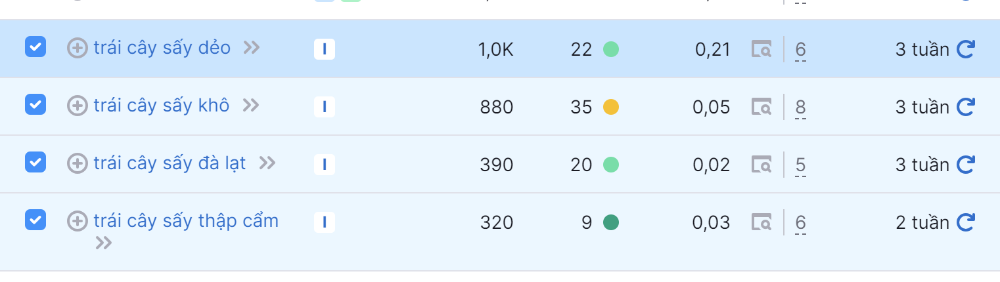 trái cây sấy dẻo I 1,0K 22 0,21 6 3 tuần
trái cây sấy khô I 880 35 0,05 8 3 tuần
trái cây sấy đà lạt I 390 20 0,02 5 3 tuần
trái cây sấy thập cẩm I 320 9 0,03 6 2 tuần